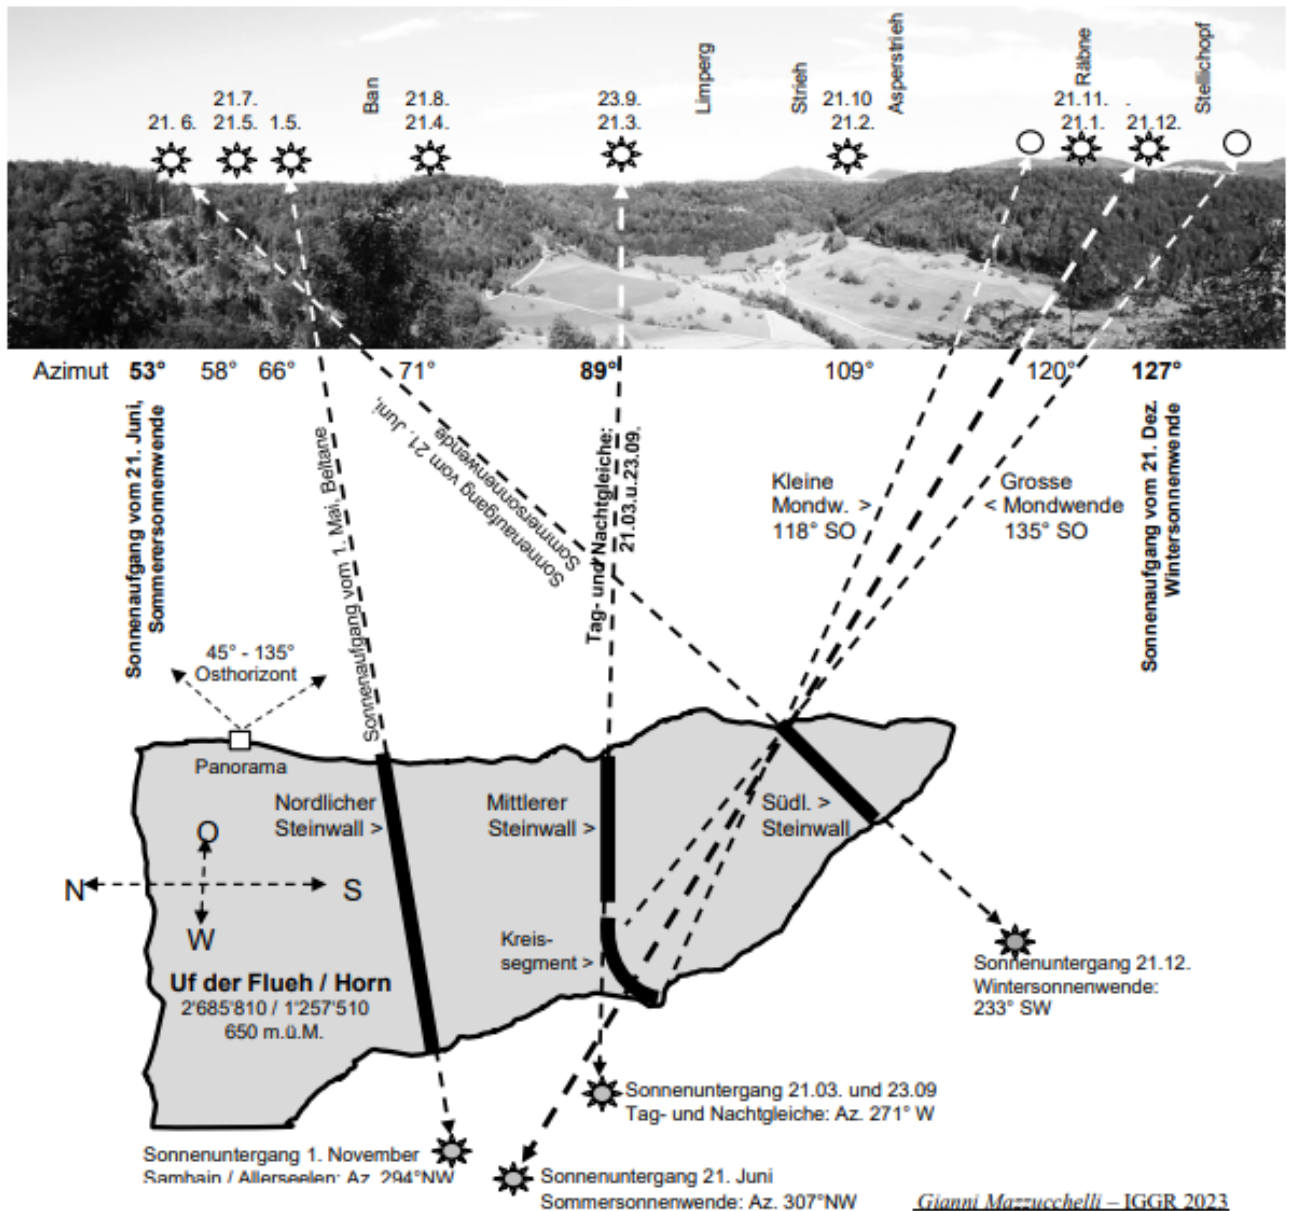 Ban
Limperg
Strieh
Asperstrieh
Räbne
Stellichopf
21.7.
21.8.
23.9.
21.10
21.11.
.
21. 6.
21.5.
1.5.
21.4.
21.3.
21.2.
21.1.
21.12.
Azimut 53° 58° 66° 71° 89° 109° 120° 127°
Sonnenaufgang vom 21. Juni,
Sommerersonnenwende
Sonnenaufgang vom 1. Mai, Beltane
Sonnenaufgang vom 21. Juni,
Sommersonnenwende
Tag- und Nachtgleiche:
21.03.u.23.09.
Kleine
Mondw. >
118° SO
Grosse
< Mondwende
135° SO
Sonnenaufgang vom 21. Dez.
Wintersonnenwende
45° - 135°
Osthorizont
Panorama
Nordlicher
Steinwall >
Mittlerer
Steinwall >
Südl. >
Steinwall
O
N
S
W
Kreis-
segment >
Uf der Flueh / Horn
2'685'810 / 1'257'510
650 m.ü.M.
Sonnenuntergang 21.12.
Wintersonnenwende:
233° SW
Sonnenuntergang 21.03. und 23.09
Tag- und Nachtgleiche: Az. 271° W
Sonnenuntergang 1. November
Samhain / Allerseelen: Az. 294°NW
Sonnenuntergang 21. Juni
Sommersonnenwende: Az. 307°NW
Gianni Mazzucchelli – IGGR 2023